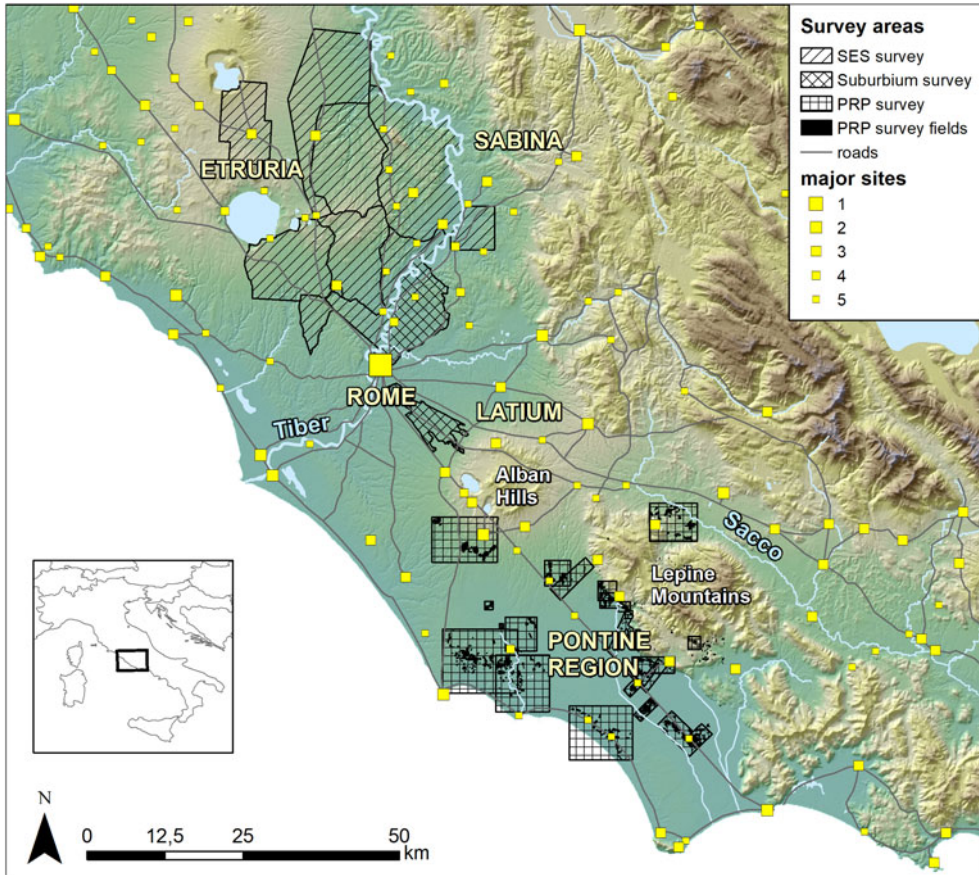 Survey areas
SES survey
Suburbium survey
PRP survey
PRP survey fields
roads
major sites
1
2
3
4
5
SABINA
ETRURIA
ROME
LATIUM
Tiber
Alban
Hills
Sacco
Lepine
Mountains
PONTINE
REGION
N
0 12,5 25 50
km